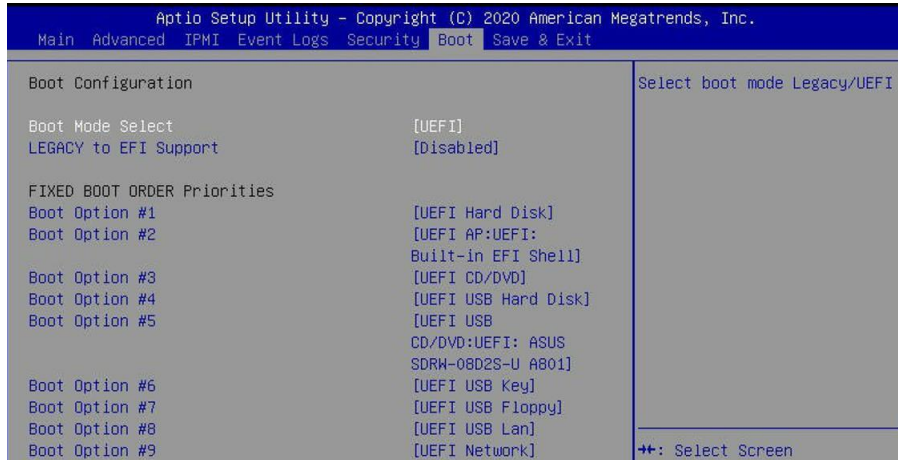 Aptio Setup Utility – Copyright (C) 2020 American Megatrends, Inc.
Main Advanced IPMI Event Logs Security Boot Save & Exit
Boot Configuration
Boot Mode Select [UEFI]
LEGACY to EFI Support [Disabled]
FIXED BOOT ORDER Priorities
Boot Option #1 [UEFI Hard Disk]
Boot Option #2 [UEFI AP:UEFI:
Built-in EFI Shell]
Boot Option #3 [UEFI CD/DVD]
Boot Option #4 [UEFI USB Hard Disk]
Boot Option #5 [UEFI USB
CD/DVD:UEFI: ASUS
SDRW-08D2S-U A801]
Boot Option #6 [UEFI USB Key]
Boot Option #7 [UEFI USB Floppy]
Boot Option #8 [UEFI USB Lan]
Boot Option #9 [UEFI Network]
Select boot mode Legacy/UEFI
→←: Select Screen